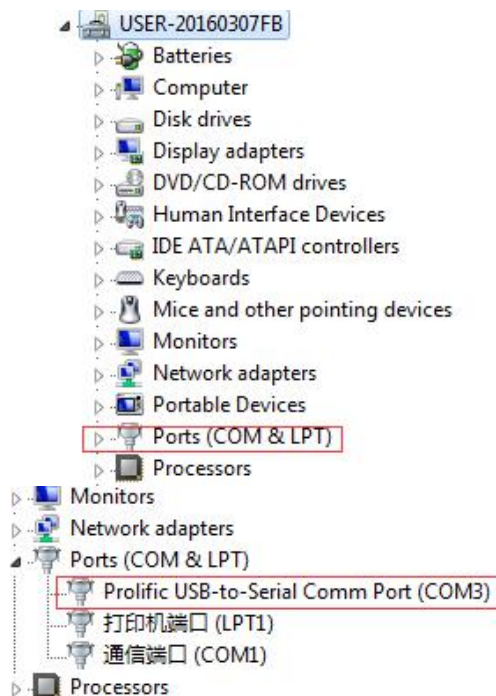 USER-20160307FB
Batteries
Computer
Disk drives
Display adapters
DVD/CD-ROM drives
Human Interface Devices
IDE ATA/ATAPI controllers
Keyboards
Mice and other pointing devices
Monitors
Network adapters
Portable Devices
Ports (COM & LPT)
Processors
Monitors
Network adapters
Ports (COM & LPT)
Prolific USB-to-Serial Comm Port (COM3)
打印机端口 (LPT1)
通信端口 (COM1)
Processors